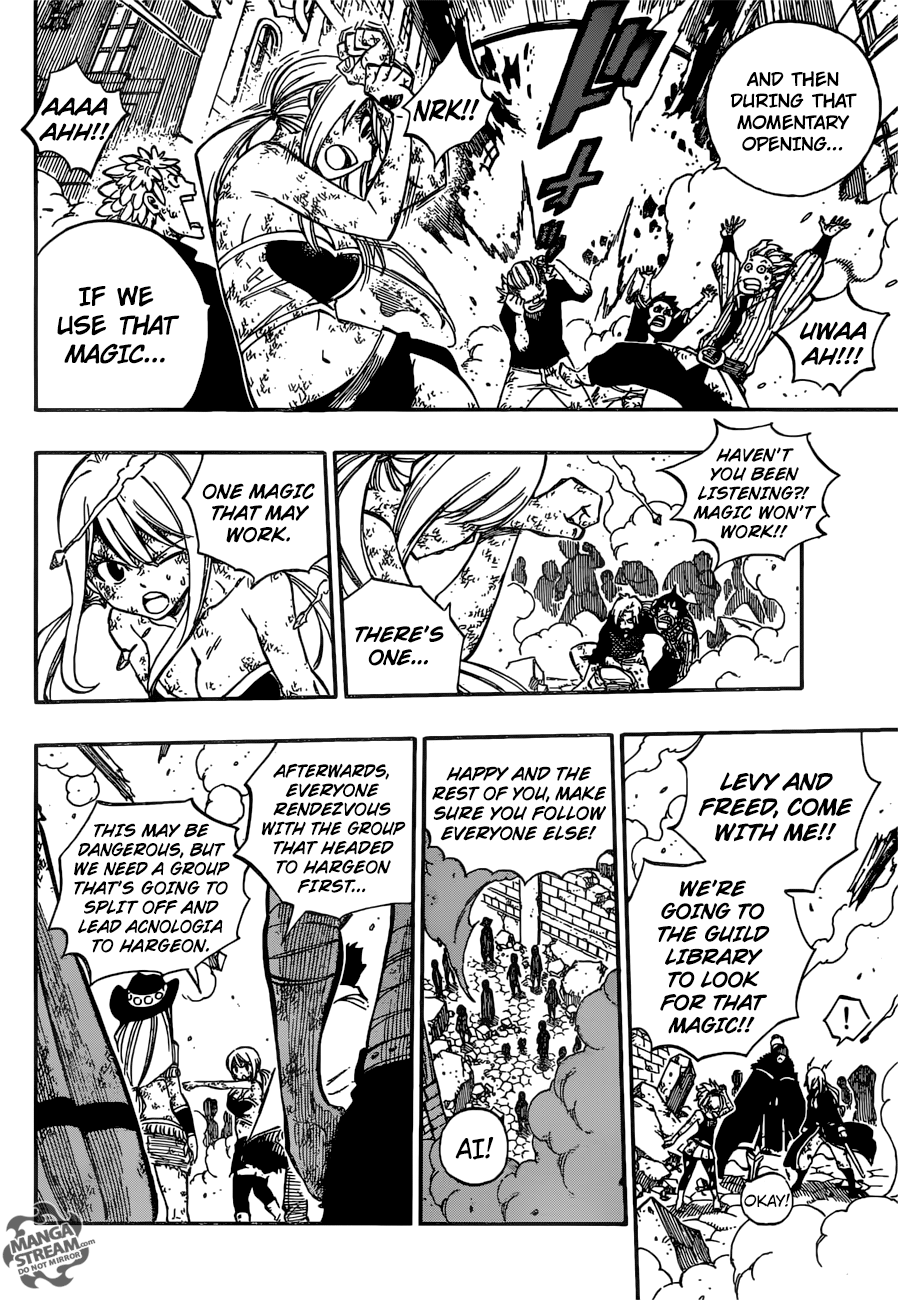 AND THEN
DURING THAT
MOMENTARY
OPENING...
NRK!!
AAAA
AHH!!
ドメ
UWAA
AH!!!
IF WE
USE THAT
MAGIC...
HAVEN'T
YOU BEEN
LISTENING?!
MAGIC WON'T
WORK!!
THERE'S
ONE...
ONE MAGIC
THAT MAY
WORK.
LEVY AND
FREED, COME
WITH ME!!
WE'RE
GOING TO
THE GUILD
LIBRARY
TO LOOK
FOR THAT
MAGIC!!
!
OKAY!
HAPPY AND THE
REST OF YOU, MAKE
SURE YOU FOLLOW
EVERYONE ELSE!
AI!
AFTERWARDS,
EVERYONE
RENDEZVOUS
WITH THE GROUP
THAT HEADED
TO HARGEON
FIRST...
THIS MAY BE
DANGEROUS, BUT
WE NEED A GROUP
THAT'S GOING TO
SPLIT OFF AND
LEAD ACNOLOGIA
TO HARGEON.
MANGA
STREAM.com
DO NOT MIRROR